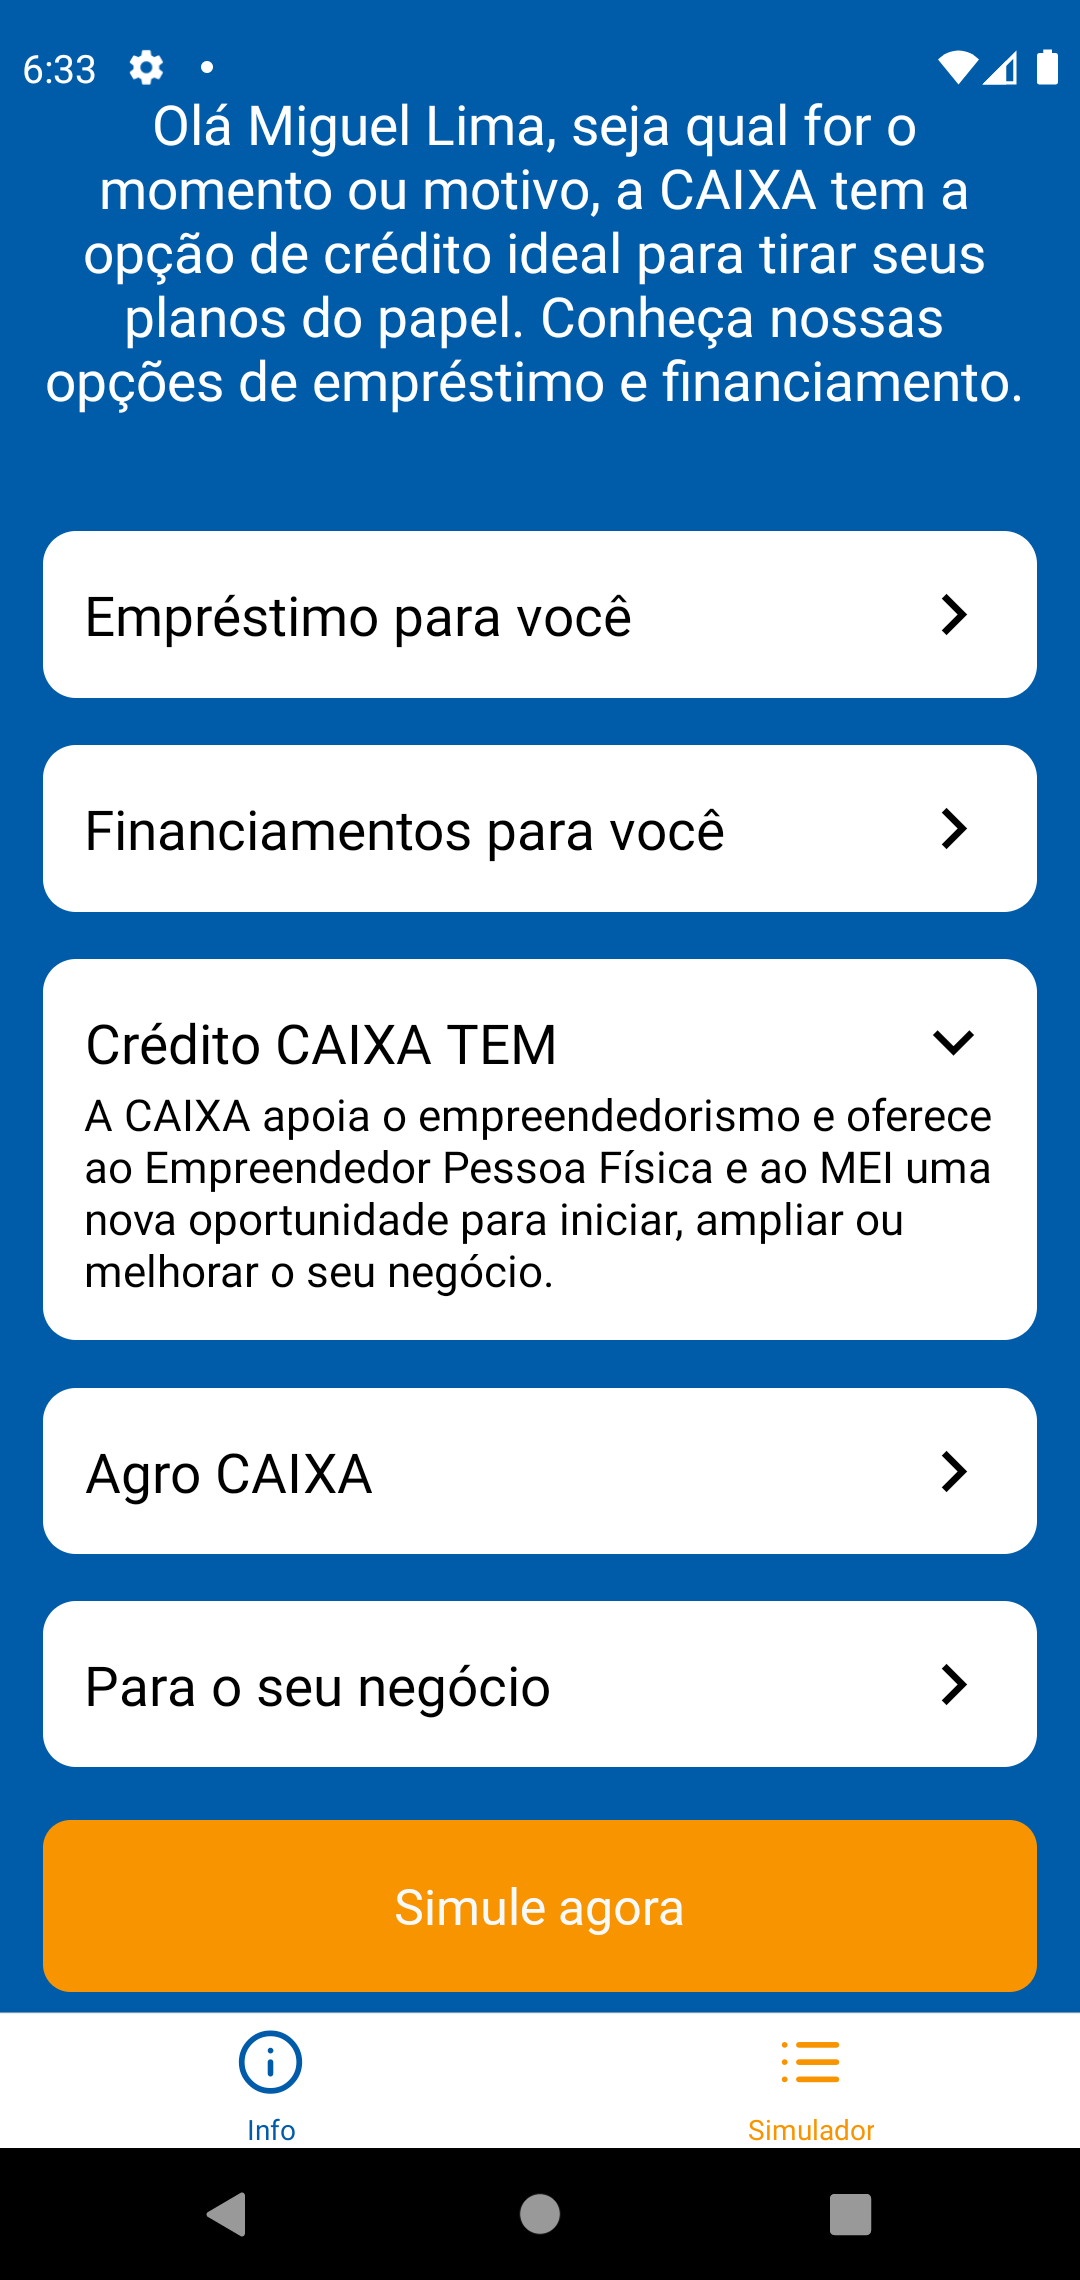 6:33
Olá Miguel Lima, seja qual for o
momento ou motivo, a CAIXA tem a
opção de crédito ideal para tirar seus
planos do papel. Conheça nossas
opções de empréstimo e financiamento.
Empréstimo para você
Financiamentos para você
Crédito CAIXA TEM
A CAIXA apoia o empreendedorismo e oferece
ao Empreendedor Pessoa Física e ao MEI uma
nova oportunidade para iniciar, ampliar ou
melhorar o seu negócio.
Agro CAIXA
Para o seu negócio
Simule agora
Info
Simulador